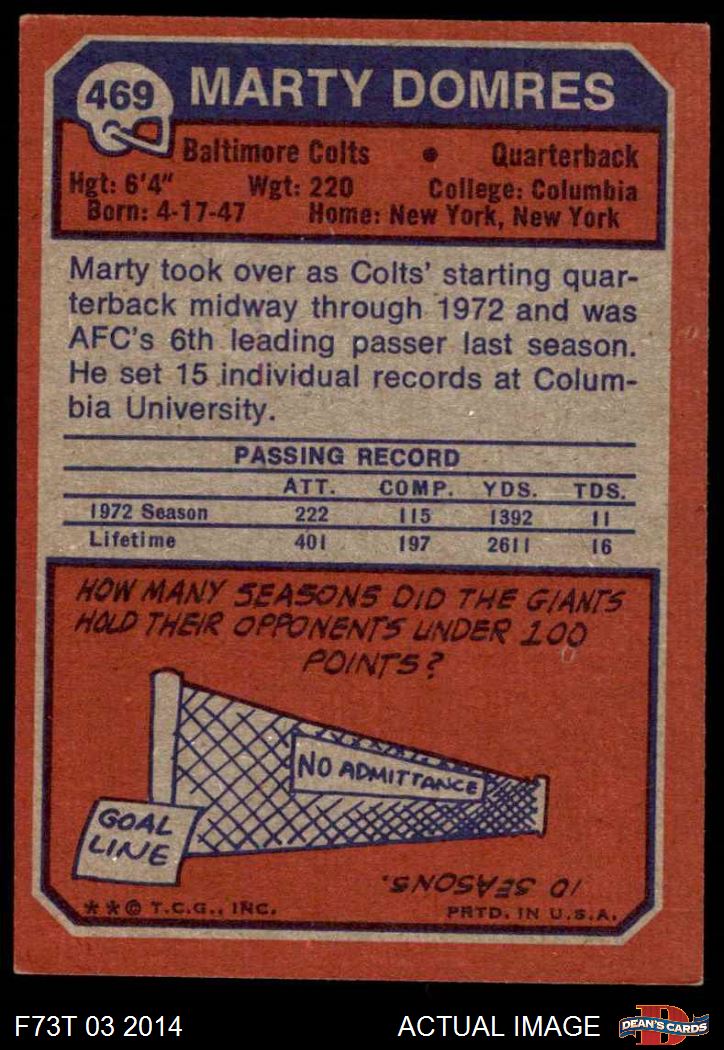 469 MARTY DOMRES
Baltimore Colts • Quarterback
Hgt: 6'4" Wgt: 220 College: Columbia
Born: 4-17-47 Home: New York, New York
Marty took over as Colts' starting quar-
terback midway through 1972 and was
AFC's 6th leading passer last season.
He set 15 individual records at Colum-
bia University.
PASSING RECORD
ATT. COMP. YDS. TDS.
1972 Season 222 115 1392 11
Lifetime 401 197 2611 16
HOW MANY SEASONS DID THE GIANTS
HOLD THEIR OPPONENTS UNDER 100
POINTS?
NO ADMITTANCE
GOAL
LINE
10 SEASONS.
**© T.C.G., INC. PRTD. IN U.S.A.
F73T 03 2014 ACTUAL IMAGE D DEAN'S CARDS